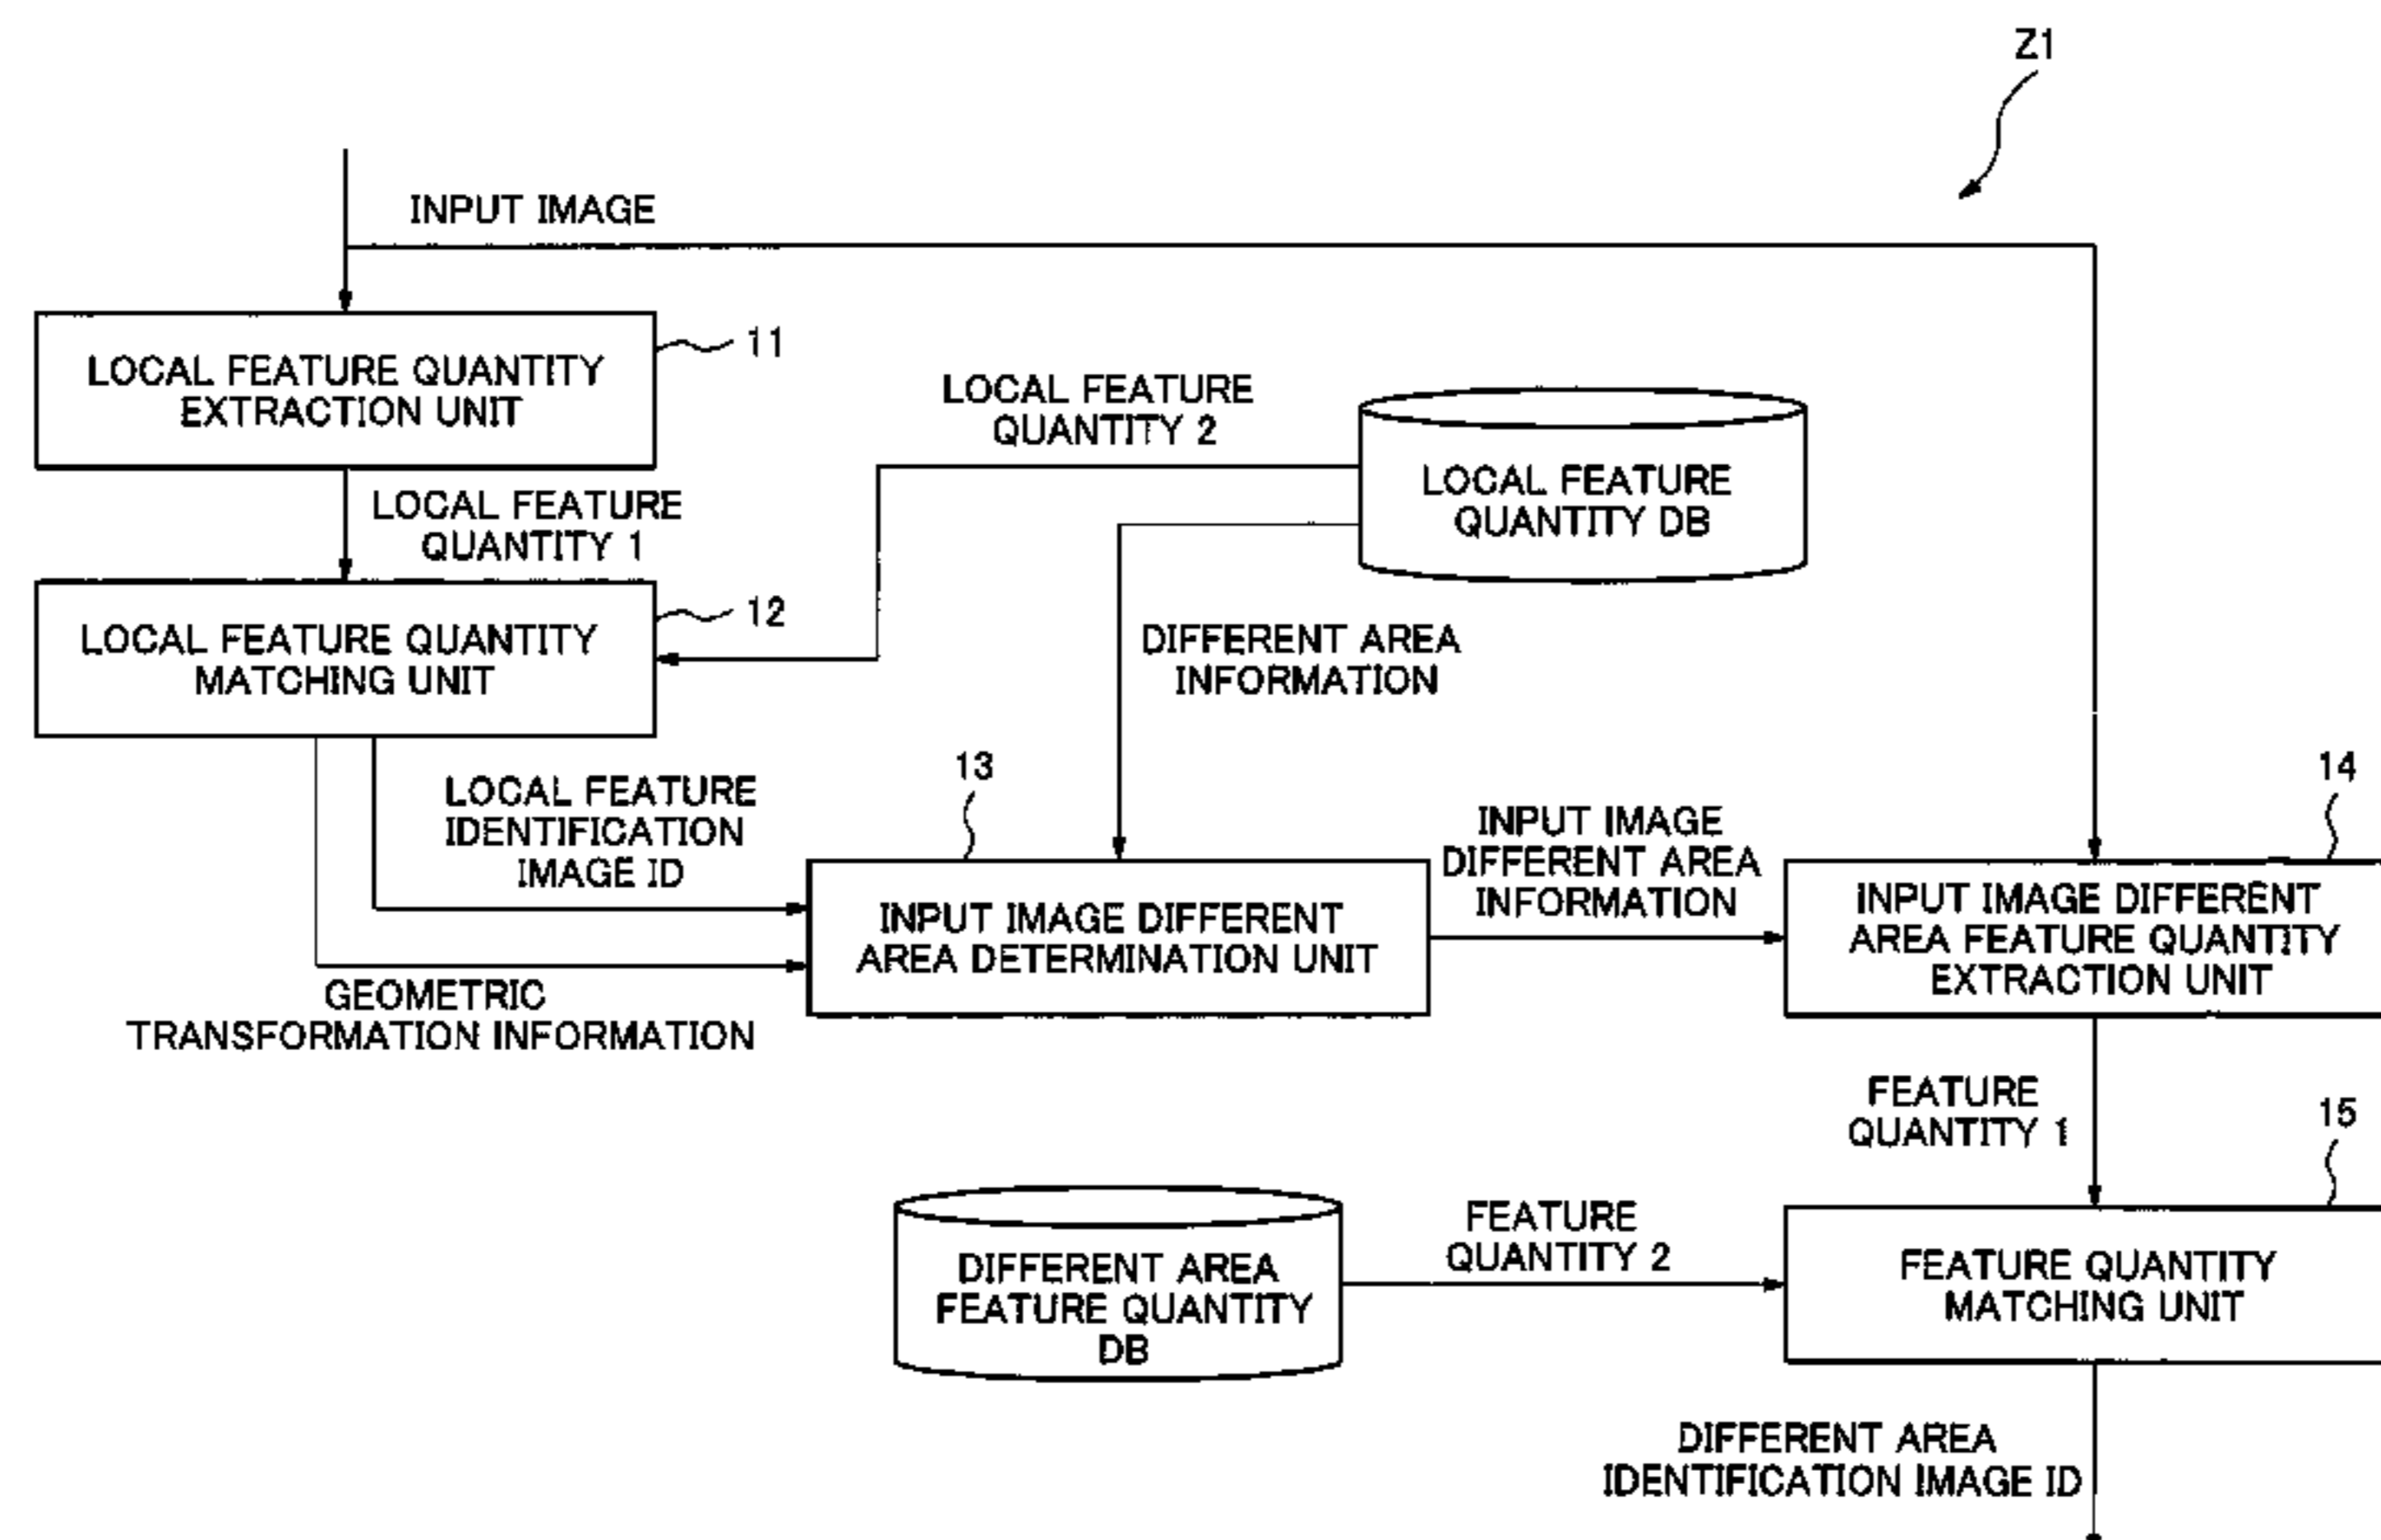 Z1
INPUT IMAGE
LOCAL FEATURE QUANTITY
EXTRACTION UNIT
11
LOCAL FEATURE
QUANTITY 1
LOCAL FEATURE
QUANTITY 2
LOCAL FEATURE
QUANTITY DB
LOCAL FEATURE QUANTITY
MATCHING UNIT
12
DIFFERENT AREA
INFORMATION
LOCAL FEATURE
IDENTIFICATION
IMAGE ID
GEOMETRIC
TRANSFORMATION INFORMATION
13
INPUT IMAGE DIFFERENT
AREA DETERMINATION UNIT
INPUT IMAGE
DIFFERENT AREA
INFORMATION
14
INPUT IMAGE DIFFERENT
AREA FEATURE QUANTITY
EXTRACTION UNIT
FEATURE
QUANTITY 1
15
DIFFERENT AREA
FEATURE QUANTITY
DB
FEATURE
QUANTITY 2
FEATURE QUANTITY
MATCHING UNIT
DIFFERENT AREA
IDENTIFICATION IMAGE ID